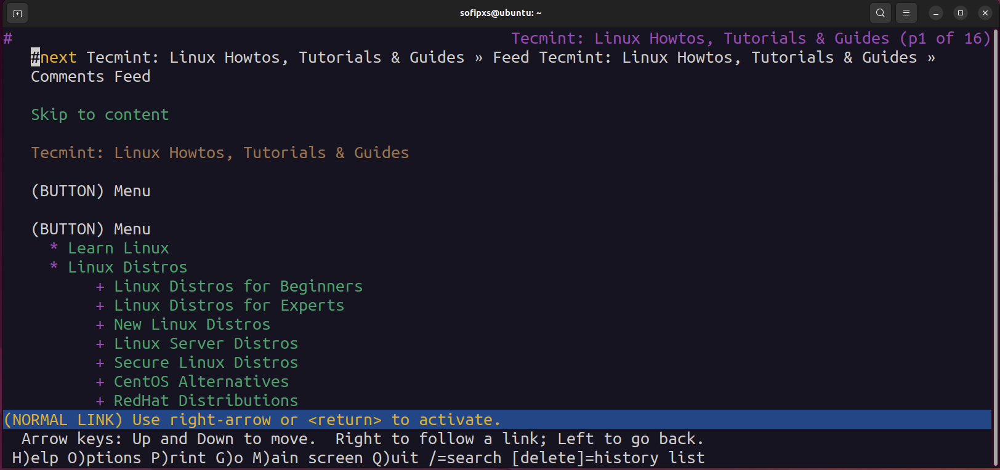 sofipxs@ubuntu: ~
# Tecmint: Linux Howtos, Tutorials & Guides (p1 of 16)
#next Tecmint: Linux Howtos, Tutorials & Guides » Feed Tecmint: Linux Howtos, Tutorials & Guides »
Comments Feed
Skip to content
Tecmint: Linux Howtos, Tutorials & Guides
(BUTTON) Menu
(BUTTON) Menu
* Learn Linux
* Linux Distros
+ Linux Distros for Beginners
+ Linux Distros for Experts
+ New Linux Distros
+ Linux Server Distros
+ Secure Linux Distros
+ CentOS Alternatives
+ RedHat Distributions
(NORMAL LINK) Use right-arrow or <return> to activate.
Arrow keys: Up and Down to move.  Right to follow a link; Left to go back.
H)elp O)ptions P)rint G)o M)ain screen Q)uit /=search [delete]=history list